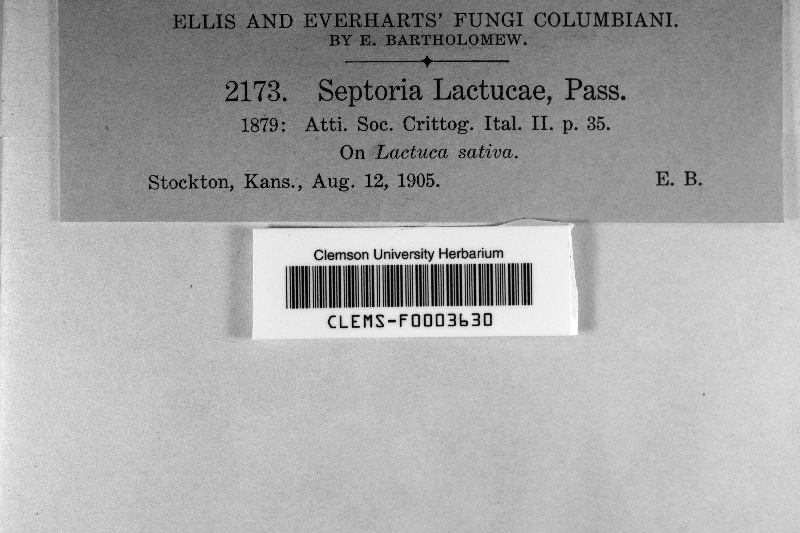 ELLIS AND EVERHARTS' FUNGI COLUMBIANI.
BY E. BARTHOLOMEW.
2173. Septoria Lactucae, Pass.
1879: Atti. Soc. Crittog. Ital. II. p. 35.
On Lactuca sativa.
Stockton, Kans., Aug. 12, 1905. E. B.
Clemson University Herbarium
CLEMS-F0003630